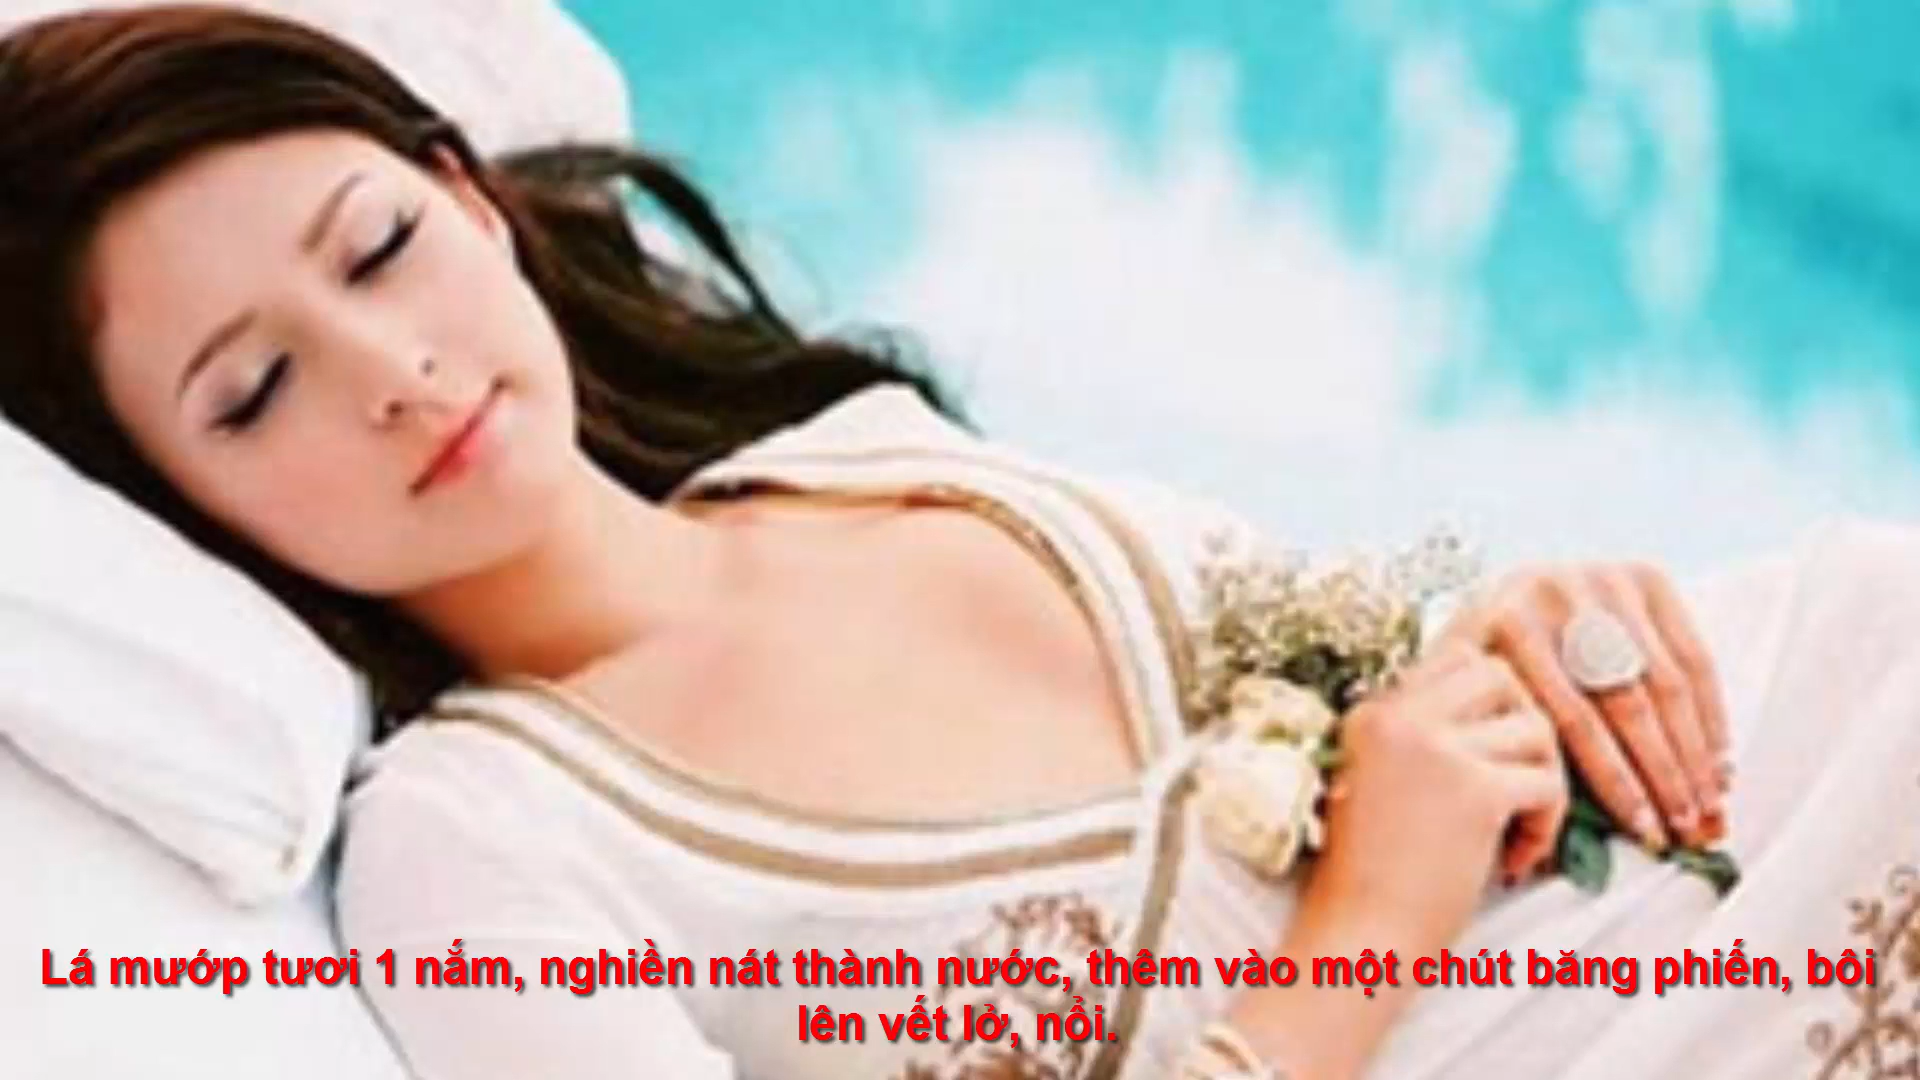 Lá mướp tươi 1 nắm, nghiền nát thành nước, thêm vào một chút băng phiến, bôi
lên vết lở, nổi.